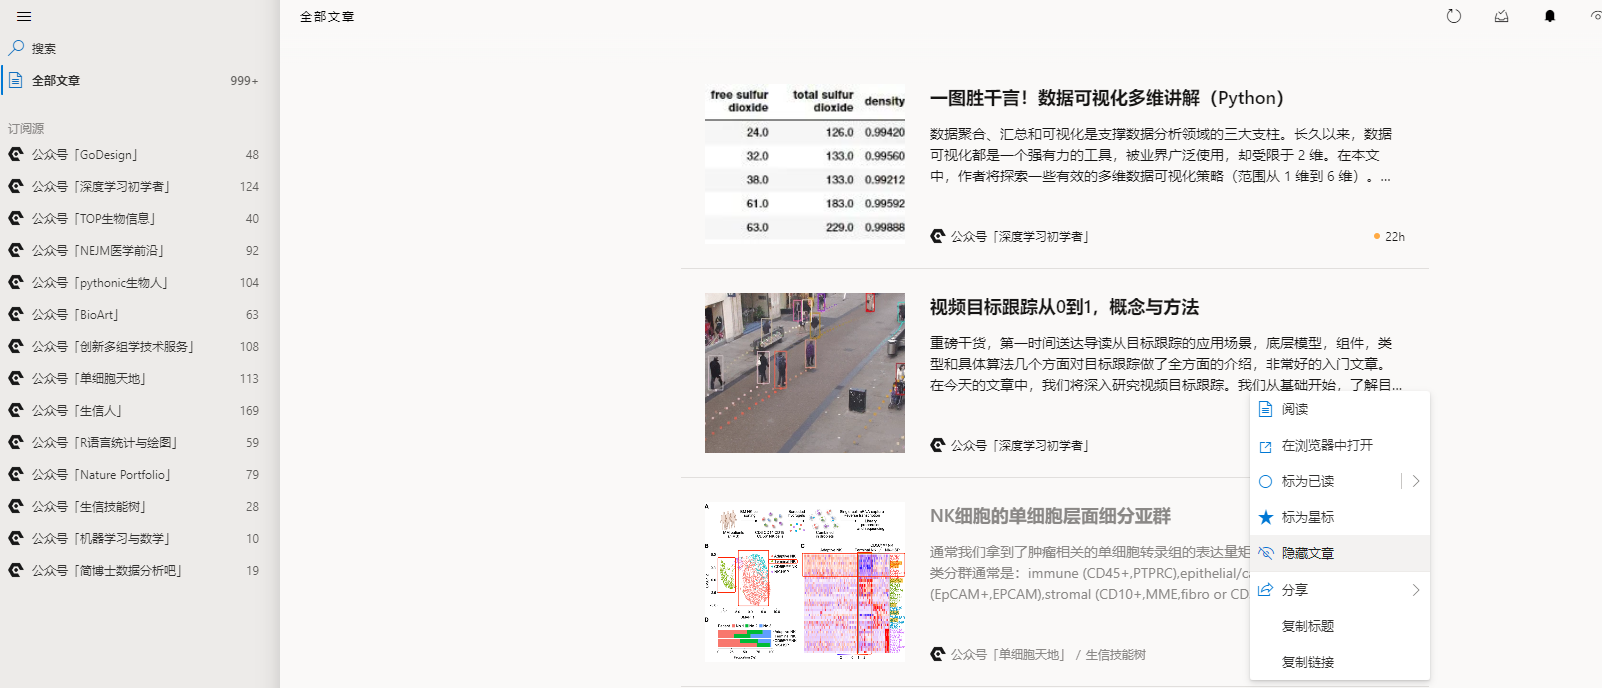 全部文章
搜索
全部文章 999+
订阅源
公众号「GoDesign」 48
公众号「深度学习初学者」 124
公众号「TOP生物信息」 40
公众号「NEJM医学前沿」 92
公众号「pythonic生物人」 104
公众号「BioArt」 63
公众号「创新多组学技术服务」 108
公众号「单细胞天地」 113
公众号「生信人」 169
公众号「R语言统计与绘图」 59
公众号「Nature Portfolio」 79
公众号「生信技能树」 28
公众号「机器学习与数学」 10
公众号「简博士数据分析吧」 19
free sulfur dioxide total sulfur dioxide density
24.0 126.0 0.99420
32.0 133.0 0.99560
38.0 133.0 0.99212
61.0 183.0 0.99592
63.0 229.0 0.99888
一图胜千言！数据可视化多维讲解（Python）
数据聚合、汇总和可视化是支撑数据分析领域的三大支柱。长久以来，数据
可视化都是一个强有力的工具，被业界广泛使用，却受限于 2 维。在本文
中，作者将探索一些有效的多维数据可视化策略（范围从 1 维到 6 维）。...
公众号「深度学习初学者」 22h
视频目标跟踪从0到1，概念与方法
重磅干货，第一时间送达导读从目标跟踪的应用场景，底层模型，组件，类
型和具体算法几个方面对目标跟踪做了全方面的介绍，非常好的入门文章。
在今天的文章中，我们将深入研究视频目标跟踪。我们从基础开始，了解目...
公众号「深度学习初学者」
NK细胞的单细胞层面细分亚群
通常我们拿到了肿瘤相关的单细胞转录组的表达量矩
类分群通常是：immune (CD45+,PTPRC),epithelial/ca
(EpCAM+,EPCAM),stromal (CD10+,MME,fibro or CD
公众号「单细胞天地」 / 生信技能树
阅读
在浏览器中打开
标为已读
标为星标
隐藏文章
分享
复制标题
复制链接